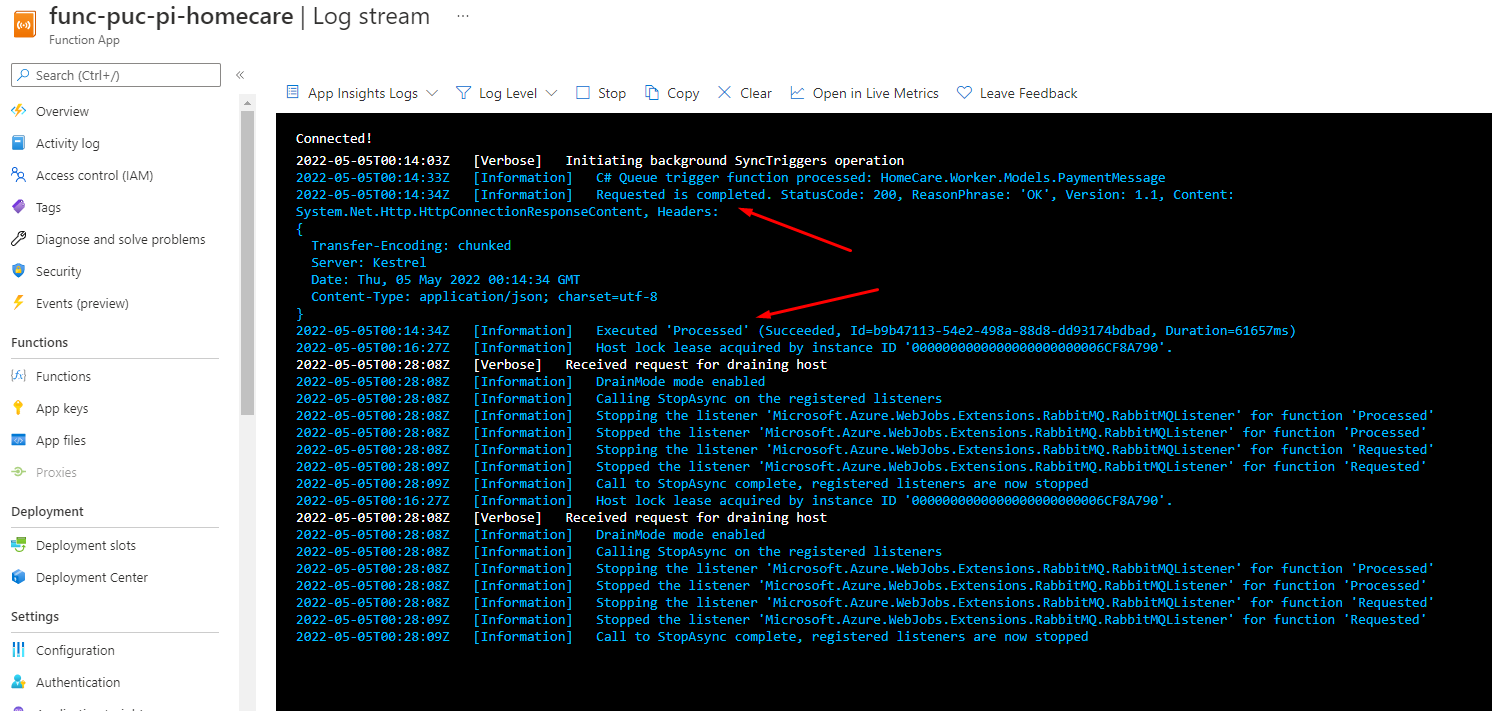 func-puc-pi-homecare | Log stream ...
Function App
Search (Ctrl+/)
«
Overview
Activity log
Access control (IAM)
Tags
Diagnose and solve problems
Security
Events (preview)
Functions
Functions
App keys
App files
Proxies
Deployment
Deployment slots
Deployment Center
Settings
Configuration
Authentication
App Insights Logs Log Level Stop Copy Clear Open in Live Metrics Leave Feedback
Connected!
2022-05-05T00:14:03Z [Verbose] Initiating background SyncTriggers operation
2022-05-05T00:14:33Z [Information] C# Queue trigger function processed: HomeCare.Worker.Models.PaymentMessage
2022-05-05T00:14:34Z [Information] Requested is completed. StatusCode: 200, ReasonPhrase: 'OK', Version: 1.1, Content:
System.Net.Http.HttpConnectionResponseContent, Headers:
{
Transfer-Encoding: chunked
Server: Kestrel
Date: Thu, 05 May 2022 00:14:34 GMT
Content-Type: application/json; charset=utf-8
}
2022-05-05T00:14:34Z [Information] Executed 'Processed' (Succeeded, Id=b9b47113-54e2-498a-88d8-dd93174bdbad, Duration=61657ms)
2022-05-05T00:16:27Z [Information] Host lock lease acquired by instance ID '0000000000000000000000006CF8A790'.
2022-05-05T00:28:08Z [Verbose] Received request for draining host
2022-05-05T00:28:08Z [Information] DrainMode mode enabled
2022-05-05T00:28:08Z [Information] Calling StopAsync on the registered listeners
2022-05-05T00:28:08Z [Information] Stopping the listener 'Microsoft.Azure.WebJobs.Extensions.RabbitMQ.RabbitMQListener' for function 'Processed'
2022-05-05T00:28:08Z [Information] Stopped the listener 'Microsoft.Azure.WebJobs.Extensions.RabbitMQ.RabbitMQListener' for function 'Processed'
2022-05-05T00:28:08Z [Information] Stopping the listener 'Microsoft.Azure.WebJobs.Extensions.RabbitMQ.RabbitMQListener' for function 'Requested'
2022-05-05T00:28:09Z [Information] Stopped the listener 'Microsoft.Azure.WebJobs.Extensions.RabbitMQ.RabbitMQListener' for function 'Requested'
2022-05-05T00:28:09Z [Information] Call to StopAsync complete, registered listeners are now stopped
2022-05-05T00:16:27Z [Information] Host lock lease acquired by instance ID '0000000000000000000000006CF8A790'.
2022-05-05T00:28:08Z [Verbose] Received request for draining host
2022-05-05T00:28:08Z [Information] DrainMode mode enabled
2022-05-05T00:28:08Z [Information] Calling StopAsync on the registered listeners
2022-05-05T00:28:08Z [Information] Stopping the listener 'Microsoft.Azure.WebJobs.Extensions.RabbitMQ.RabbitMQListener' for function 'Processed'
2022-05-05T00:28:08Z [Information] Stopped the listener 'Microsoft.Azure.WebJobs.Extensions.RabbitMQ.RabbitMQListener' for function 'Processed'
2022-05-05T00:28:08Z [Information] Stopping the listener 'Microsoft.Azure.WebJobs.Extensions.RabbitMQ.RabbitMQListener' for function 'Requested'
2022-05-05T00:28:09Z [Information] Stopped the listener 'Microsoft.Azure.WebJobs.Extensions.RabbitMQ.RabbitMQListener' for function 'Requested'
2022-05-05T00:28:09Z [Information] Call to StopAsync complete, registered listeners are now stopped